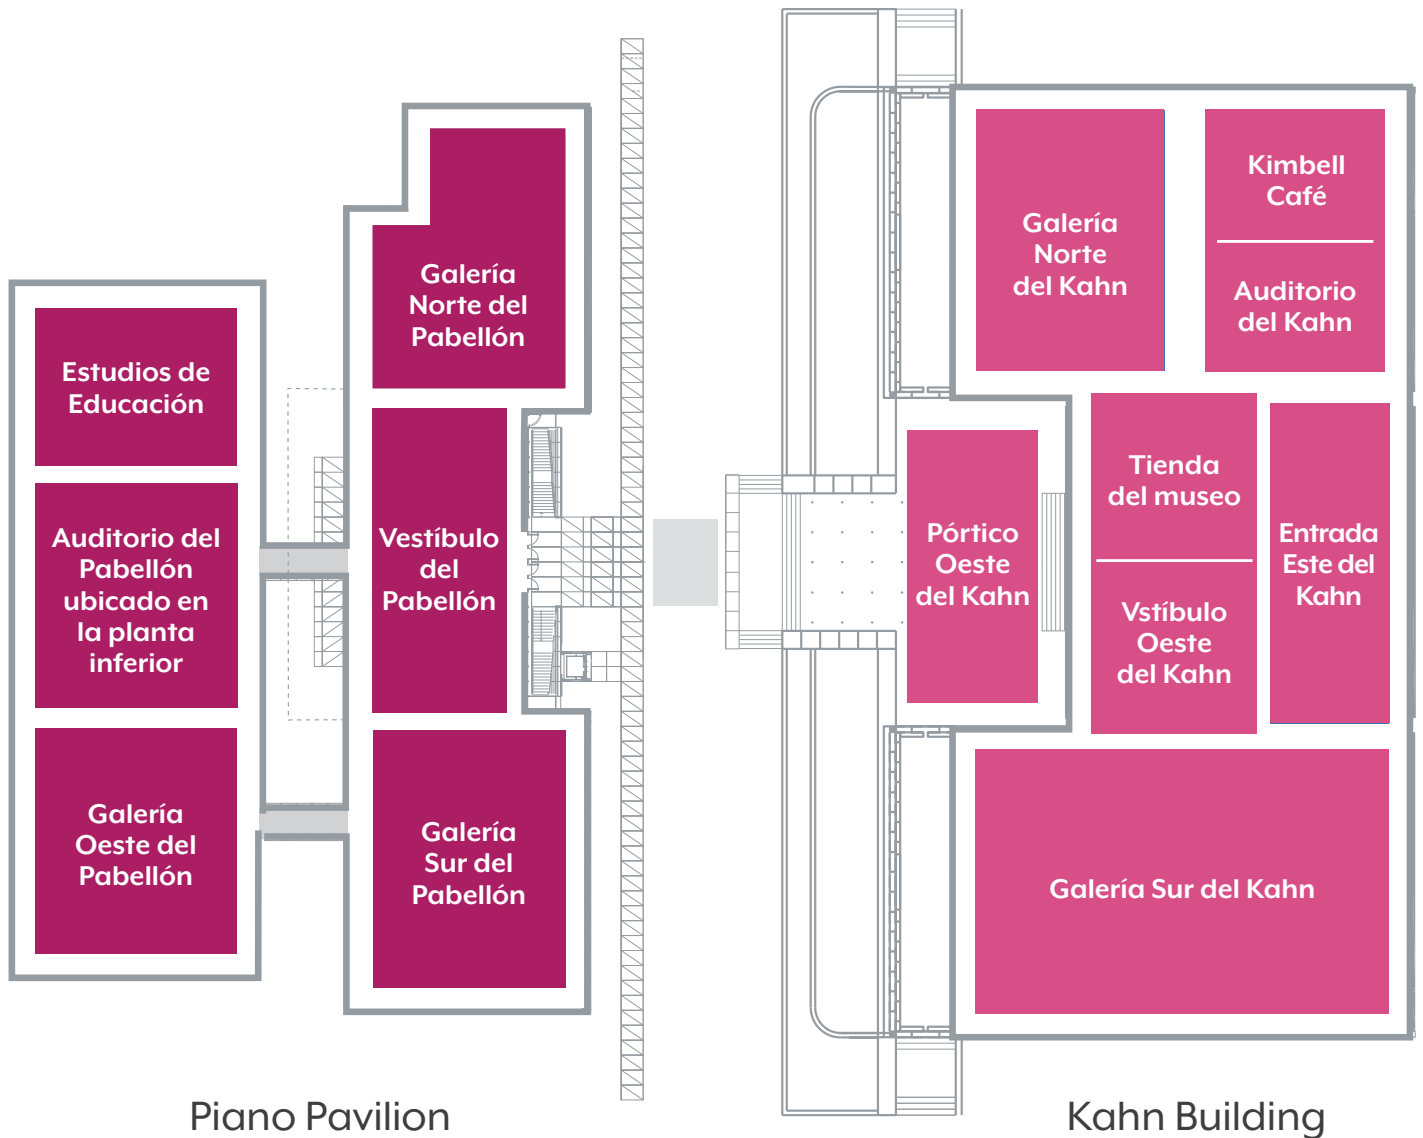 Galería
Norte del
Pabellón
Estudios de
Educación
Auditorio del
Pabellón
ubicado en
la planta
inferior
Vestíbulo
del
Pabellón
Galería
Oeste del
Pabellón
Galería
Sur del
Pabellón
Piano Pavilion
Galería
Norte
del Kahn
Kimbell
Café
Auditorio
del Kahn
Pórtico
Oeste
del Kahn
Tienda
del museo
Vstíbulo
Oeste
del Kahn
Entrada
Este del
Kahn
Galería Sur del Kahn
Kahn Building